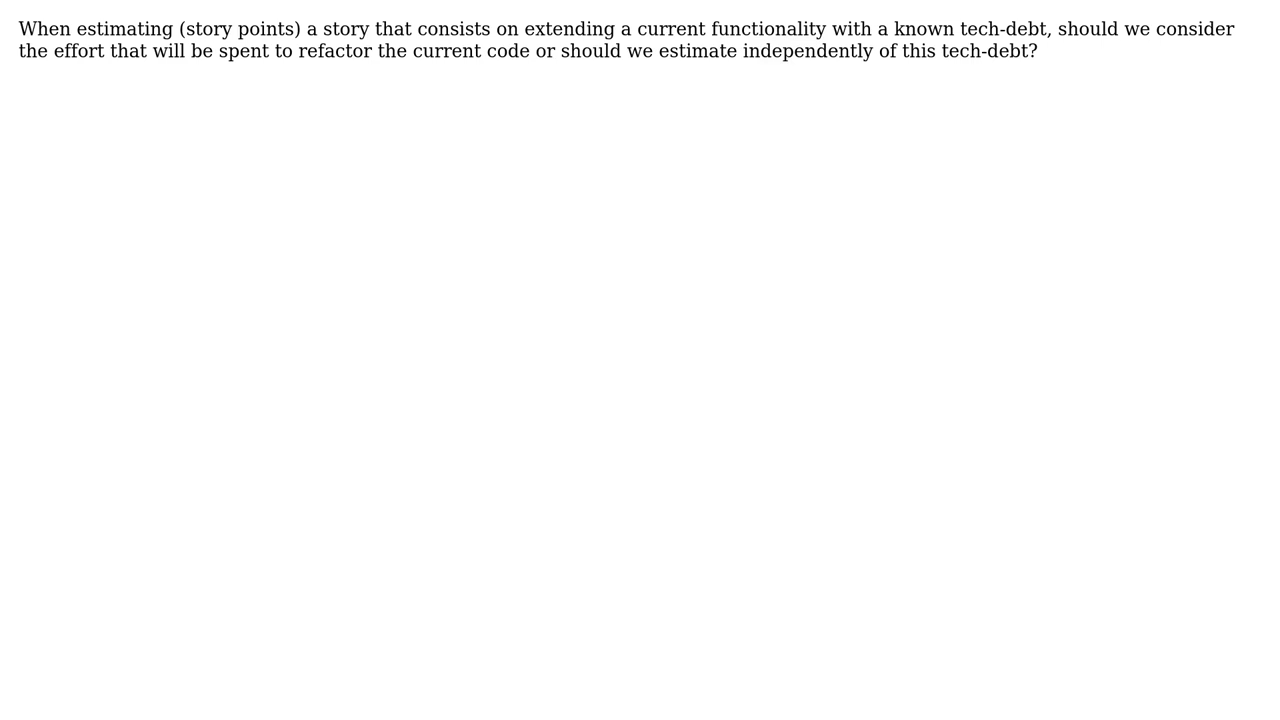 When estimating (story points) a story that consists on extending a current functionality with a known tech-debt, should we consider
the effort that will be spent to refactor the current code or should we estimate independently of this tech-debt?